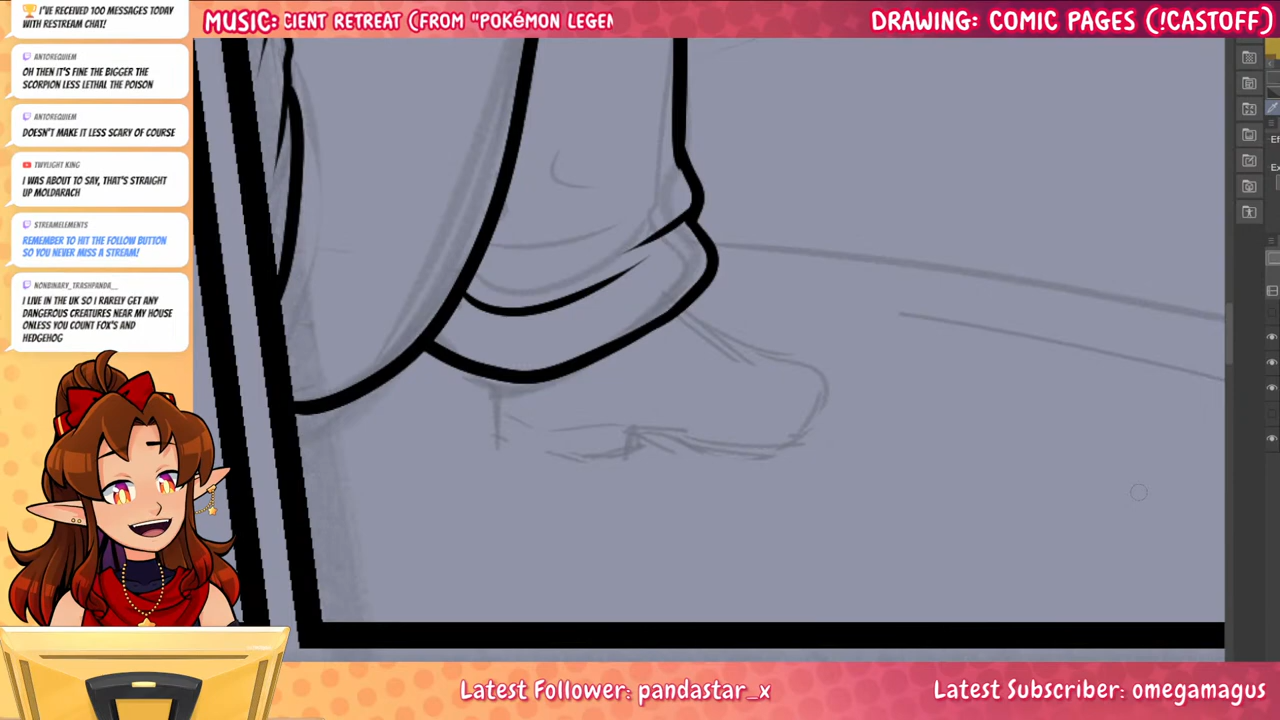 🏆 I'VE RECEIVED 100 MESSAGES TODAY
WITH RESTREAM CHAT!
ANTOREQUIEM
OH THEN IT'S FINE THE BIGGER THE
SCORPION LESS LETHAL THE POISON
ANTOREQUIEM
DOESN'T MAKE IT LESS SCARY OF COURSE
TWYLIGHT KING
I WAS ABOUT TO SAY, THAT'S STRAIGHT
UP MOLDARACH
STREAMELEMENTS
REMEMBER TO HIT THE FOLLOW BUTTON
SO YOU NEVER MISS A STREAM!
NONBINARY_TRASHPANDA__
I LIVE IN THE UK SO I RARELY GET ANY
DANGEROUS CREATURES NEAR MY HOUSE
ONLESS YOU COUNT FOX'S AND
HEDGEHOG
MUSIC: CIENT RETREAT (FROM "POKÉMON LEGEN
DRAWING: COMIC PAGES (!CASTOFF)
Ef
Ex
Latest Follower: pandastar_x
Latest Subscriber: omegamagus